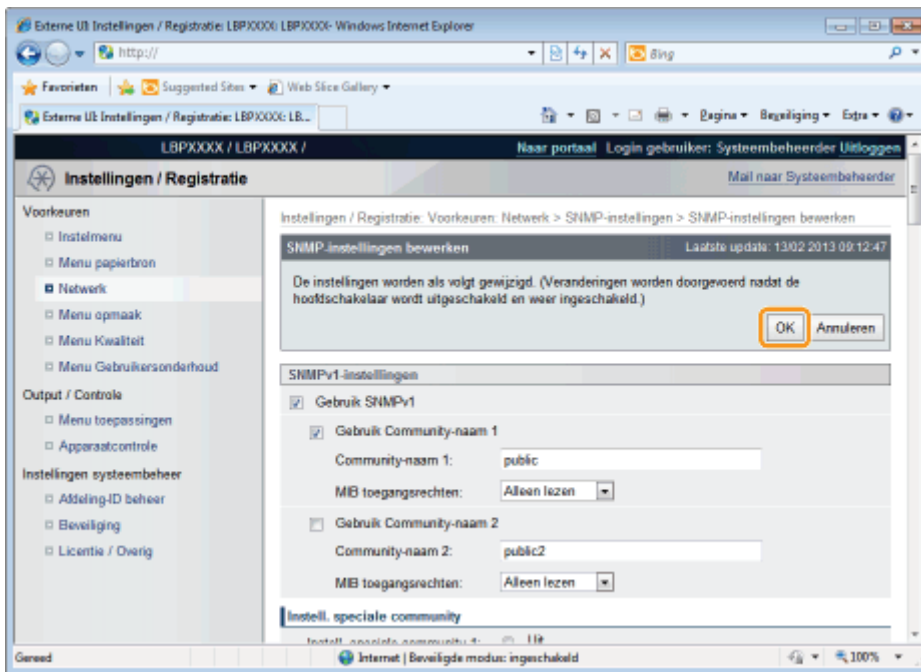 Externe UI: Instellingen / Registratie: LBPXXXX: LBPXXXX- Windows Internet Explorer
http://
Bing
Favorieten
Suggested Sites
Web Slice Gallery
Externe UI: Instellingen / Registratie: LBPXXXX: LB...
Pagina
Beveiliging
Extra
LBPXXXX / LBPXXXX /
Naar portaal Login gebruiker: Systeembeheerder Uitloggen
Instellingen / Registratie
Mail naar Systeembeheerder
Voorkeuren
Instelmenu
Menu papierbron
Netwerk
Menu opmaak
Menu Kwaliteit
Menu Gebruikersonderhoud
Output / Controle
Menu toepassingen
Apparaatcontrole
Instellingen systeembeheer
Afdeling-ID beheer
Beveiliging
Licentie / Overig
Instellingen / Registratie: Voorkeuren: Netwerk > SNMP-instellingen > SNMP-instellingen bewerken
SNMP-instellingen bewerken
Laatste update: 13/02 2013 09:12:47
De instellingen worden als volgt gewijzigd. (Veranderingen worden doorgevoerd nadat de
hoofdschakelaar wordt uitgeschakeld en weer ingeschakeld.)
OK
Annuleren
SNMPv1-instellingen
Gebruik SNMPv1
Gebruik Community-naam 1
Community-naam 1: public
MIB toegangsrechten: Alleen lezen
Gebruik Community-naam 2
Community-naam 2: public2
MIB toegangsrechten: Alleen lezen
Instell. speciale community
Instell. speciale community 1: Uit
Gereed
Internet | Beveiligde modus: ingeschakeld
100%